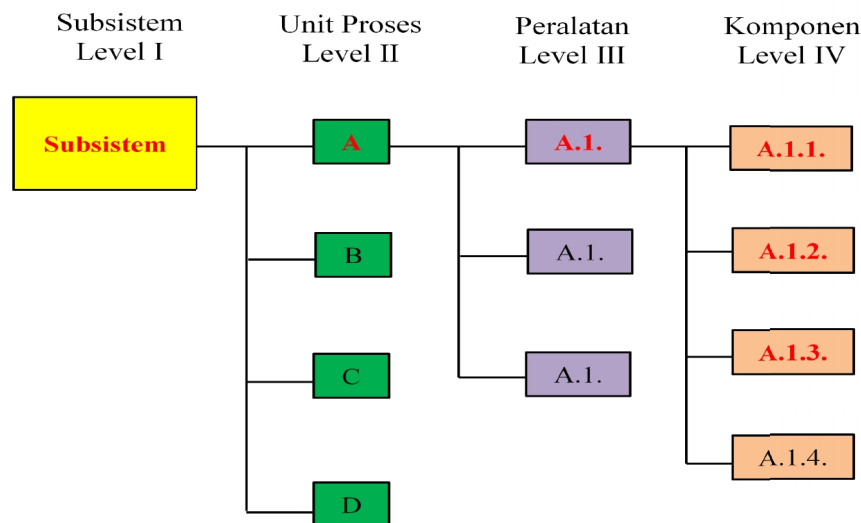 Subsistem
Level I
Unit Proses
Level II
Peralatan
Level III
Komponen
Level IV
Subsistem
A
A.1.
A.1.1.
B
A.1.
A.1.2.
C
A.1.
A.1.3.
D
A.1.4.